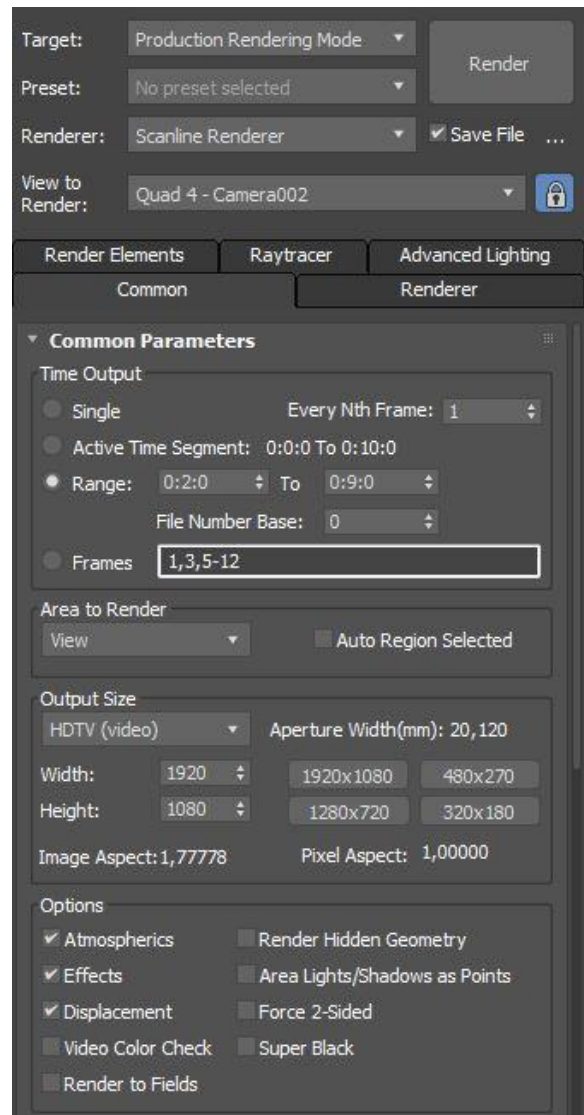 Target: Production Rendering Mode
Render
Preset: No preset selected
Renderer: Scanline Renderer
Save File ...
View to Render: Quad 4 - Camera002
Render Elements Raytracer Advanced Lighting
Common Renderer
Common Parameters
Time Output
Single Every Nth Frame: 1
Active Time Segment: 0:0:0 To 0:10:0
Range: 0:2:0 To 0:9:0
File Number Base: 0
Frames 1,3,5-12
Area to Render
View Auto Region Selected
Output Size
HDTV (video) Aperture Width(mm): 20,120
Width: 1920 1920x1080 480x270
Height: 1080 1280x720 320x180
Image Aspect:1,77778 Pixel Aspect: 1,00000
Options
Atmospherics Render Hidden Geometry
Effects Area Lights/Shadows as Points
Displacement Force 2-Sided
Video Color Check Super Black
Render to Fields